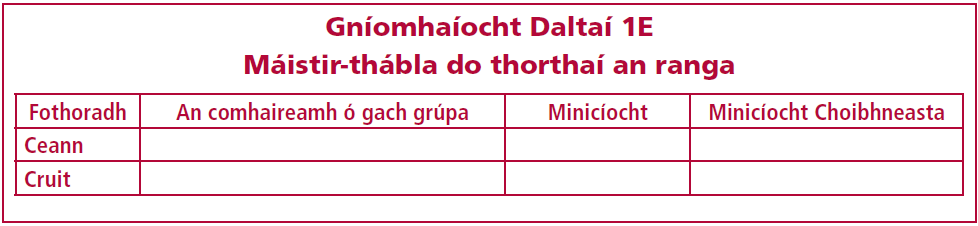 Gníomhaíocht Daltaí 1E
Máistir-thábla do thorthaí an ranga
Fothoradh An comhaireamh ó gach grúpa Minicíocht Minicíocht Choibhneasta
Ceann
Cruit